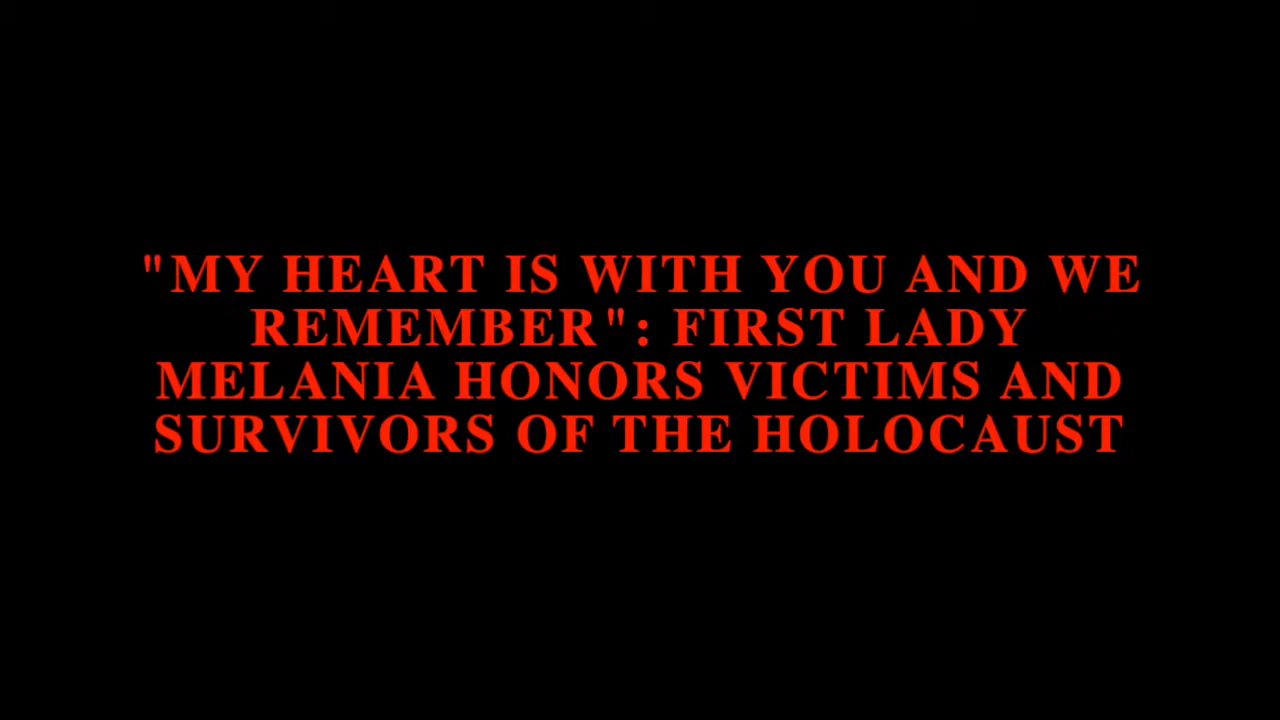 "MY HEART IS WITH YOU AND WE
REMEMBER": FIRST LADY
MELANIA HONORS VICTIMS AND
SURVIVORS OF THE HOLOCAUST